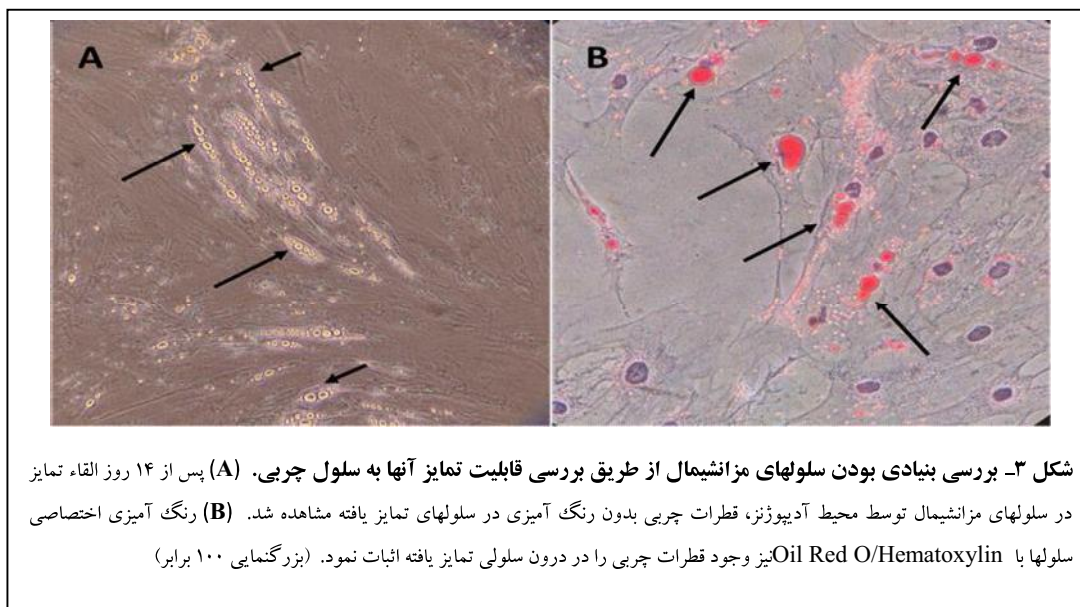 A
B
شکل ۳ـ بررسی بنیادی بودن سلولهای مزانشیمال از طریق بررسی قابلیت تمایز آنها به سلول چربی. (A) پس از ۱۴ روز القاء تمایز
در سلولهای مزانشیمال توسط محیط آدیپوژنز، قطرات چربی بدون رنگ آمیزی در سلولهای تمایز یافته مشاهده شد. (B) رنگ آمیزی اختصاصی
سلولها با Oil Red O/Hematoxylinنیز وجود قطرات چربی را در درون سلولی تمایز یافته اثبات نمود. (بزرگنمایی ۱۰۰ برابر)